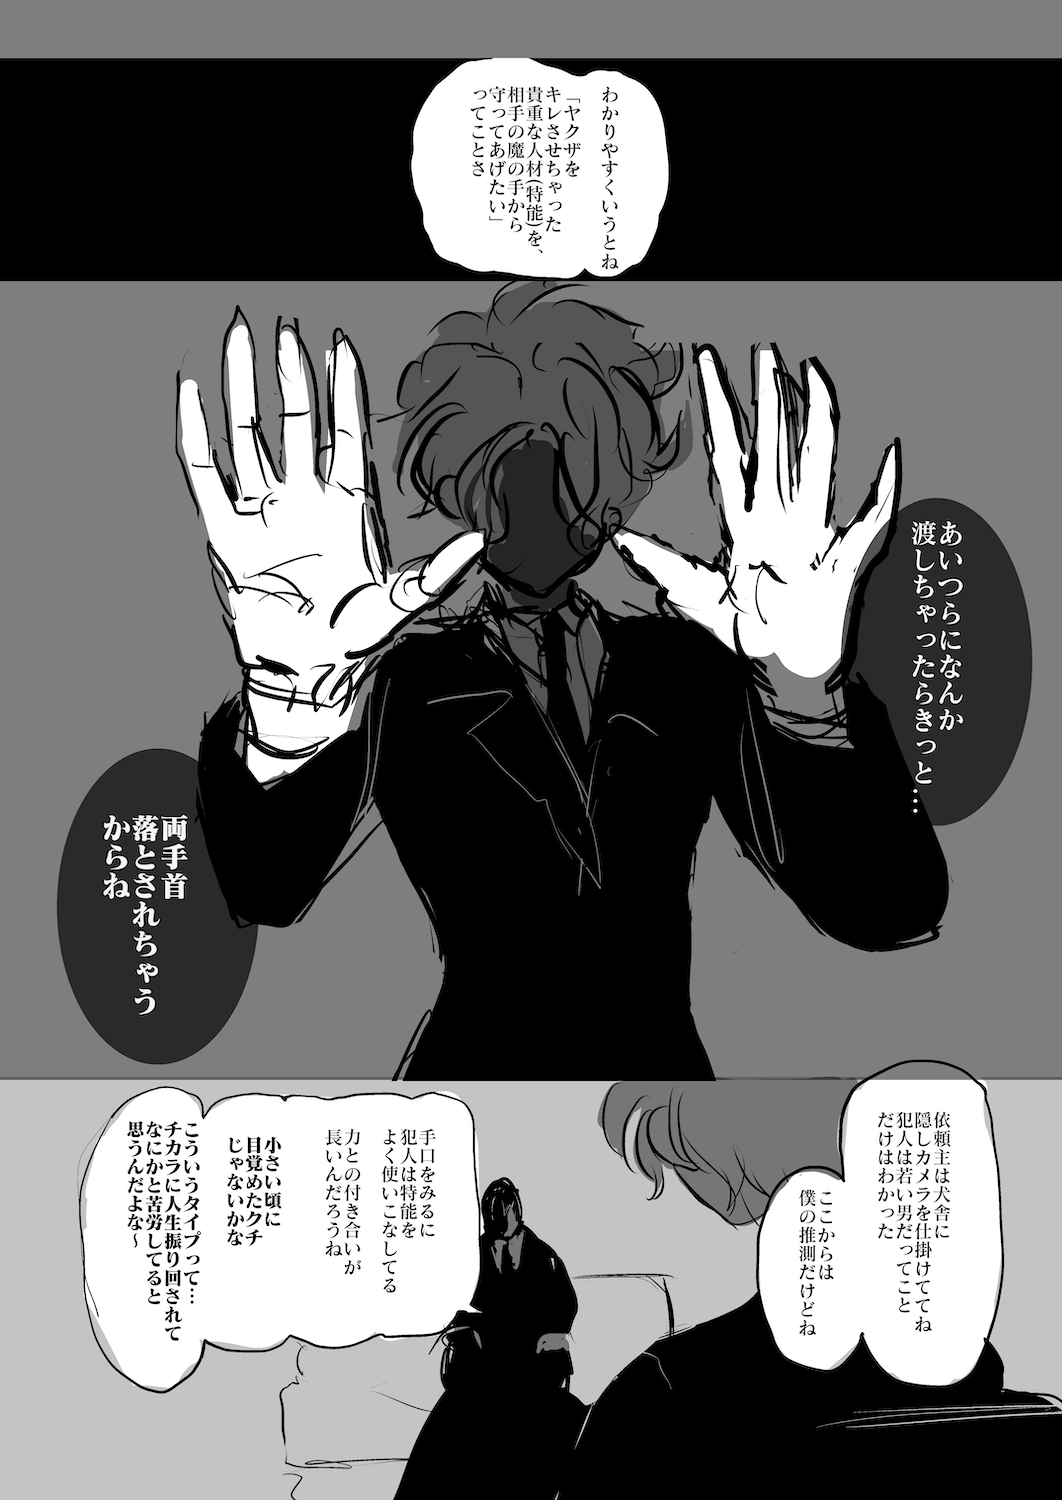 わかりやすくいうとね
「ヤクザを
キレさせちゃった
貴重な人材(特能)を、
相手の魔の手から
守ってあげたい」
ってことさ
あいつらになんか
渡しちゃったらきっと…
両手首
落とされちゃう
からね
依頼主は犬舎に
隠しカメラを仕掛けててね
犯人は若い男だってこと
だけはわかった
ここからは
僕の推測だけどね
手口をみるに
犯人は特能を
よく使いこなしてる
力との付き合いが
長いんだろうね
小さい頃に
目覚めたクチ
じゃないかな
こういうタイプって…
チカラに人生振り回されて
なにかと苦労してると
思うんだよな〜